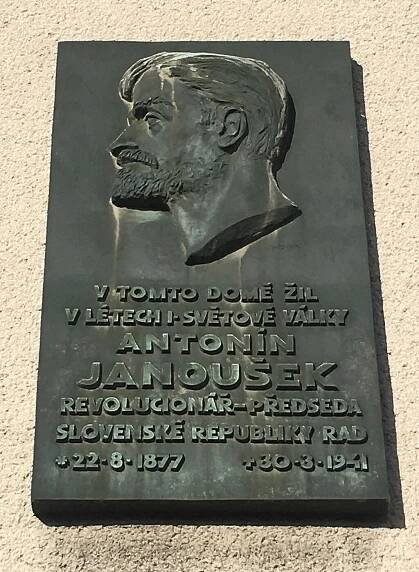 V TOMTO DOMĚ ŽIL
V LÉTECH I. SVĚTOVÉ VÁLKY
ANTONÍN
JANOUŠEK
REVOLUCIONÁŘ-PŘEDSEDA
SLOVENSKÉ REPUBLIKY RAD
*22.8.1877 +30.3.1941